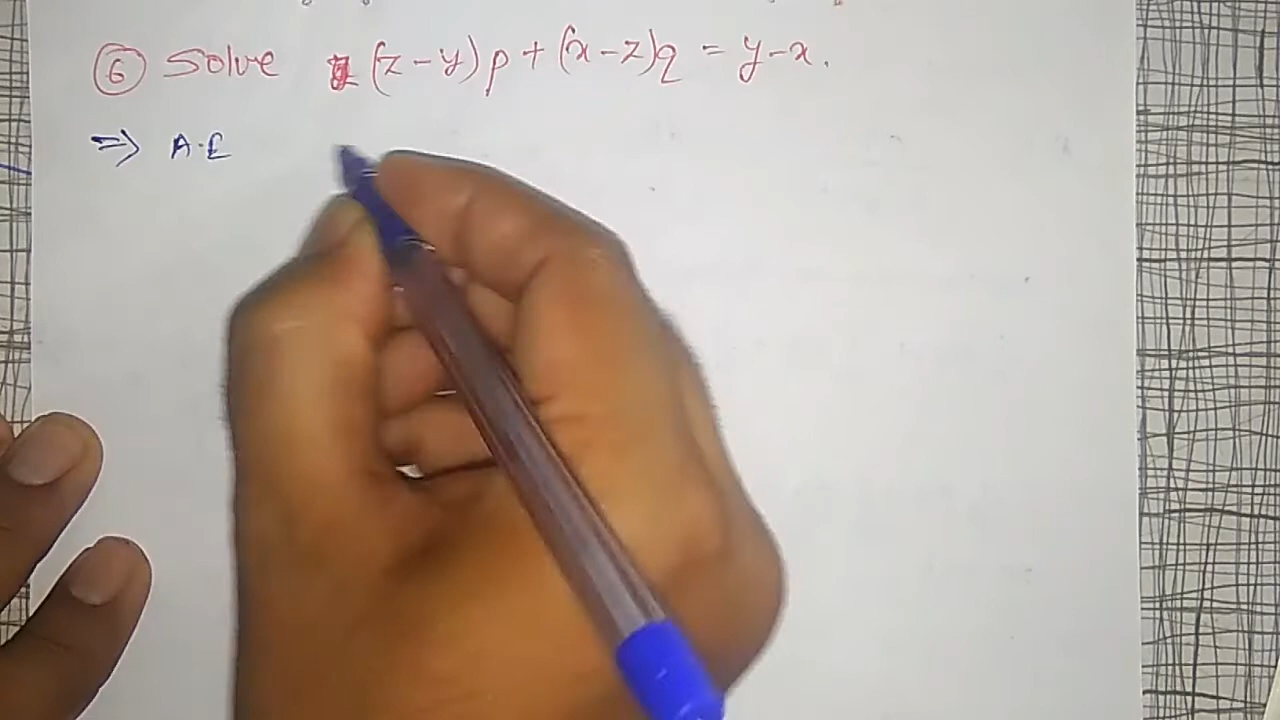 ⑥ Solve (z-y)p+(x-z)q = y-x.
⇒ A.E